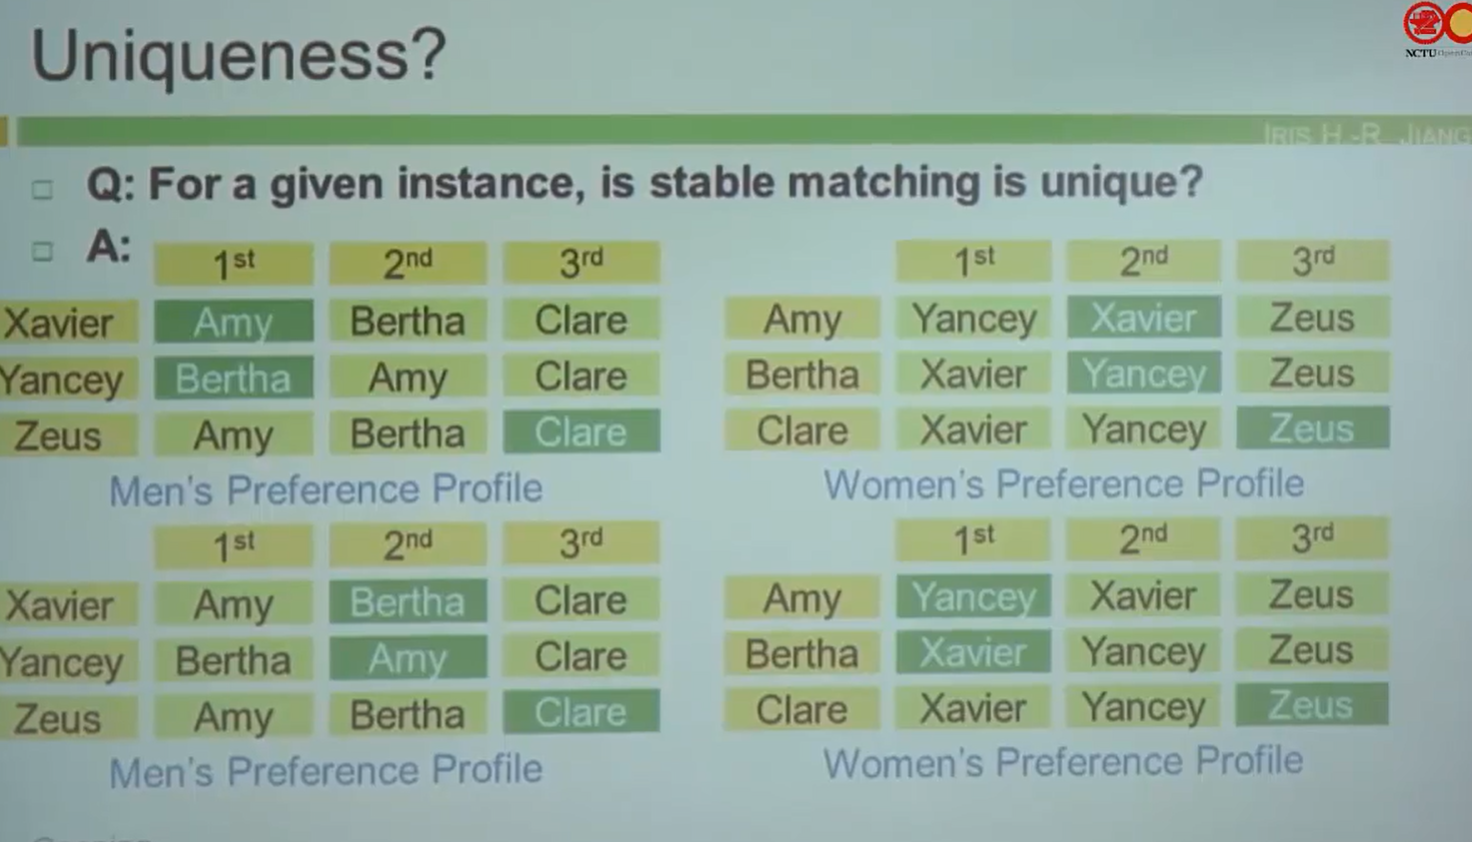 Uniqueness?
NCTU
IRIS H.-R. JIANG
Q: For a given instance, is stable matching is unique?
A:
1st 2nd 3rd
Xavier Amy Bertha Clare
Yancey Bertha Amy Clare
Zeus Amy Bertha Clare
Men's Preference Profile
1st 2nd 3rd
Amy Yancey Xavier Zeus
Bertha Xavier Yancey Zeus
Clare Xavier Yancey Zeus
Women's Preference Profile
1st 2nd 3rd
Xavier Amy Bertha Clare
Yancey Bertha Amy Clare
Zeus Amy Bertha Clare
Men's Preference Profile
1st 2nd 3rd
Amy Yancey Xavier Zeus
Bertha Xavier Yancey Zeus
Clare Xavier Yancey Zeus
Women's Preference Profile